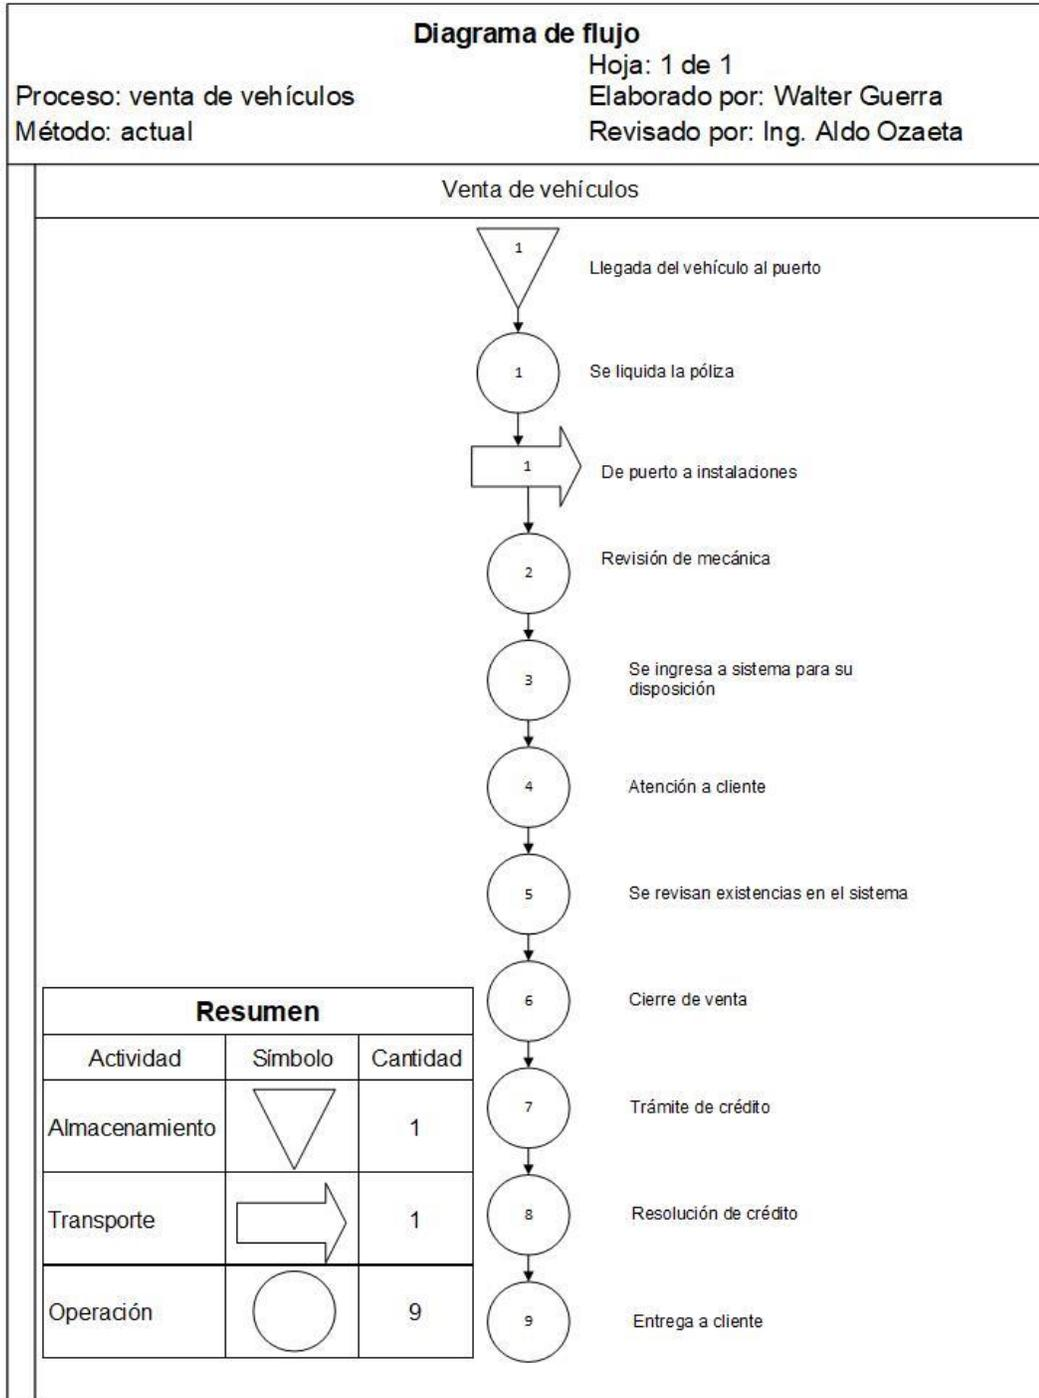 Diagrama de flujo
Hoja: 1 de 1
Proceso: venta de vehículos
Elaborado por: Walter Guerra
Método: actual
Revisado por: Ing. Aldo Ozaeta
Venta de vehículos
1
Llegada del vehículo al puerto
1
Se liquida la póliza
1
De puerto a instalaciones
2
Revisión de mecánica
3
Se ingresa a sistema para su
disposición
4
Atención a cliente
5
Se revisan existencias en el sistema
6
Cierre de venta
7
Trámite de crédito
8
Resolución de crédito
9
Entrega a cliente
Resumen
Actividad Símbolo Cantidad
Almacenamiento 1
Transporte 1
Operación 9